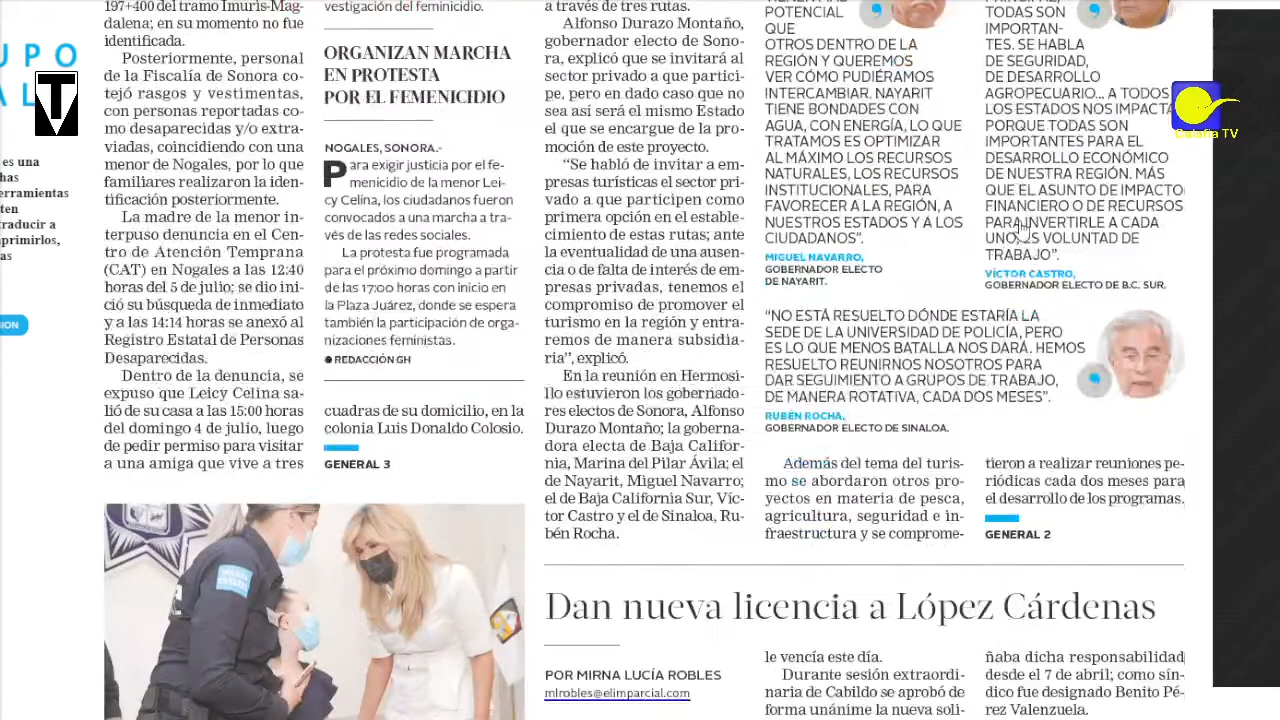 UPO
AL
T
es una
has
erramientas
ten
traducir a
primirlos,
as
SION
197+400 del tramo Imuris-Mag-
dalena; en su momento no fue
identificada.
Posteriormente, personal
de la Fiscalía de Sonora co-
tejó rasgos y vestimentas,
con personas reportadas co-
mo desaparecidas y/o extra-
viadas, coincidiendo con una
menor de Nogales, por lo que
familiares realizaron la iden-
tificación posteriormente.
La madre de la menor in-
terpuso denuncia en el Cen-
tro de Atención Temprana
(CAT) en Nogales a las 12:40
horas del 5 de julio; se dio ini-
ció su búsqueda de inmediato
y a las 14:14 horas se anexó al
Registro Estatal de Personas
Desaparecidas.
Dentro de la denuncia, se
expuso que Leicy Celina sa-
lió de su casa a las 15:00 horas
del domingo 4 de julio, luego
de pedir permiso para visitar
a una amiga que vive a tres
vestigación del feminicidio.
ORGANIZAN MARCHA
EN PROTESTA
POR EL FEMENICIDIO
NOGALES, SONORA.-
Para exigir justicia por el fe-
menicidio de la menor Lei-
cy Celina, los ciudadanos fueron
convocados a una marcha a tra-
vés de las redes sociales.
La protesta fue programada
para el próximo domingo a partir
de las 17:00 horas con inicio en
la Plaza Juárez, donde se espera
también la participación de orga-
nizaciones feministas.
● REDACCIÓN GH
cuadras de su domicilio, en la
colonia Luis Donaldo Colosio.
GENERAL 3
a través de tres rutas.
Alfonso Durazo Montaño,
gobernador electo de Sono-
ra, explicó que se invitará al
sector privado a que partici-
pe, pero en dado caso que no
sea así será el mismo Estado
el que se encargue de la pro-
moción de este proyecto.
“Se habló de invitar a em-
presas turísticas el sector pri-
vado a que participen como
primera opción en el estable-
cimiento de estas rutas; ante
la eventualidad de una ausen-
cia o de falta de interés de em-
presas privadas, tenemos el
compromiso de promover el
turismo en la región y entra-
remos de manera subsidia-
ria”, explicó.
En la reunión en Hermosi-
llo estuvieron los gobernado-
res electos de Sonora, Alfonso
Durazo Montaño; la goberna-
dora electa de Baja Califor-
nia, Marina del Pilar Ávila; el
de Nayarit, Miguel Navarro;
el de Baja California Sur, Víc-
tor Castro y el de Sinaloa, Ru-
bén Rocha.
POTENCIAL
QUE
OTROS DENTRO DE LA
REGIÓN Y QUEREMOS
VER CÓMO PUDIÉRAMOS
INTERCAMBIAR. NAYARIT
TIENE BONDADES CON
AGUA, CON ENERGÍA, LO QUE
TRATAMOS ES OPTIMIZAR
AL MÁXIMO LOS RECURSOS
NATURALES, LOS RECURSOS
INSTITUCIONALES, PARA
FAVORECER A LA REGIÓN, A
NUESTROS ESTADOS Y A LOS
CIUDADANOS”.
MIGUEL NAVARRO,
GOBERNADOR ELECTO
DE NAYARIT.
PRINCIPAL,
TODAS SON
IMPORTAN-
TES. SE HABLA
DE SEGURIDAD,
DE DESARROLLO
AGROPECUARIO... A TODOS
LOS ESTADOS NOS IMPACTA
PORQUE TODAS SON
IMPORTANTES PARA EL
DESARROLLO ECONÓMICO
DE NUESTRA REGIÓN. MÁS
QUE EL ASUNTO DE IMPACTO
FINANCIERO O DE RECURSOS
PARA INVERTIRLE A CADA
UNO, ES VOLUNTAD DE
TRABAJO”.
VÍCTOR CASTRO,
GOBERNADOR ELECTO DE B.C. SUR.
Calafia TV
“NO ESTÁ RESUELTO DÓNDE ESTARÍA LA
SEDE DE LA UNIVERSIDAD DE POLICÍA, PERO
ES LO QUE MENOS BATALLA NOS DARÁ. HEMOS
RESUELTO REUNIRNOS NOSOTROS PARA
DAR SEGUIMIENTO A GRUPOS DE TRABAJO,
DE MANERA ROTATIVA, CADA DOS MESES”.
RUBÉN ROCHA,
GOBERNADOR ELECTO DE SINALOA.
Además del tema del turis-
mo se abordaron otros pro-
yectos en materia de pesca,
agricultura, seguridad e in-
fraestructura y se comprome-
tieron a realizar reuniones pe-
riódicas cada dos meses para
el desarrollo de los programas.
GENERAL 2
Dan nueva licencia a López Cárdenas
POR MIRNA LUCÍA ROBLES
mlrobles@elimparcial.com
le vencía este día.
Durante sesión extraordi-
naria de Cabildo se aprobó de
forma unánime la nueva soli-
ñaba dicha responsabilidad
desde el 7 de abril; como sín-
dico fue designado Benito Pé-
rez Valenzuela.